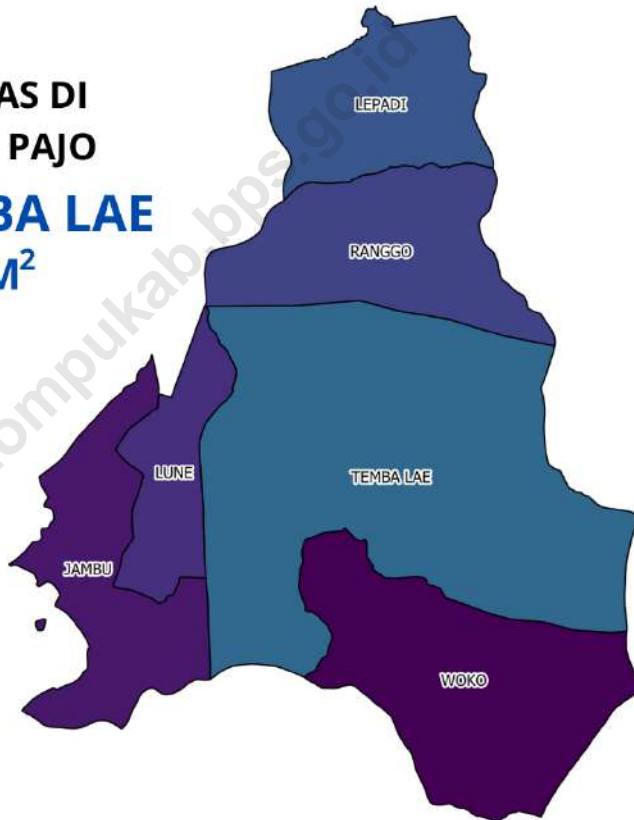 AS DI
PAJO
BA LAE
M²
LEPADI
RANGGO
LUNE
TEMBA LAE
JAMBU
WOKO
ompukab.bps.go.id